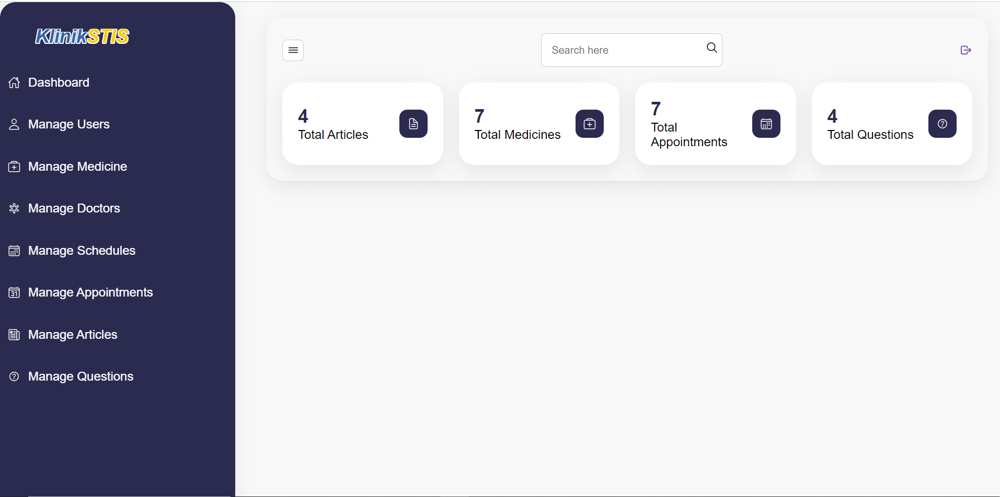 KlinikSTIS
Dashboard
Manage Users
Manage Medicine
Manage Doctors
Manage Schedules
31
Manage Appointments
Manage Articles
Manage Questions
Search here
4
Total Articles
7
Total Medicines
7
Total
Appointments
4
Total Questions